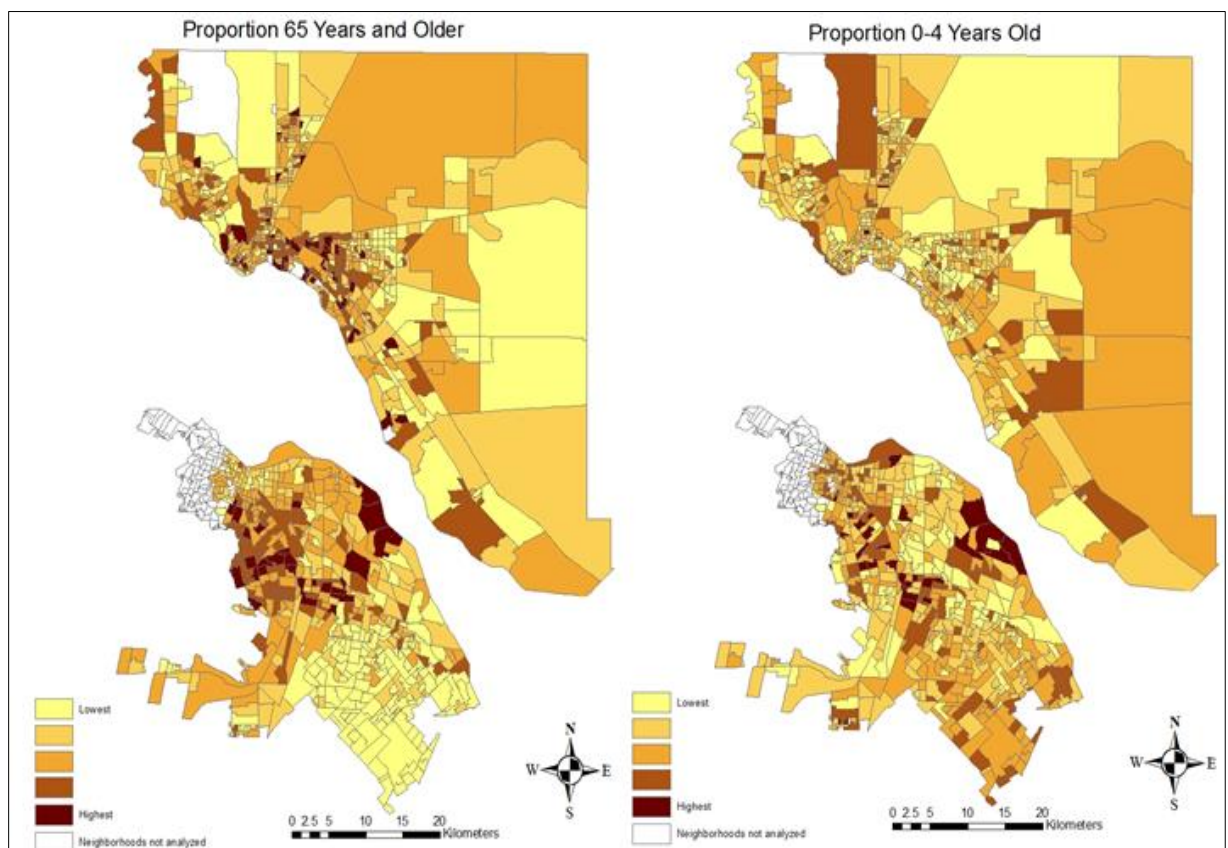 Proportion 65 Years and Older
Lowest
Highest
Neighborhoods not analyzed
N
W E
S
0 2.5 5 10 15 20
Kilometers
Proportion 0-4 Years Old
Lowest
Highest
Neighborhoods not analyzed
N
W E
S
0 2.5 5 10 15 20
Kilometers